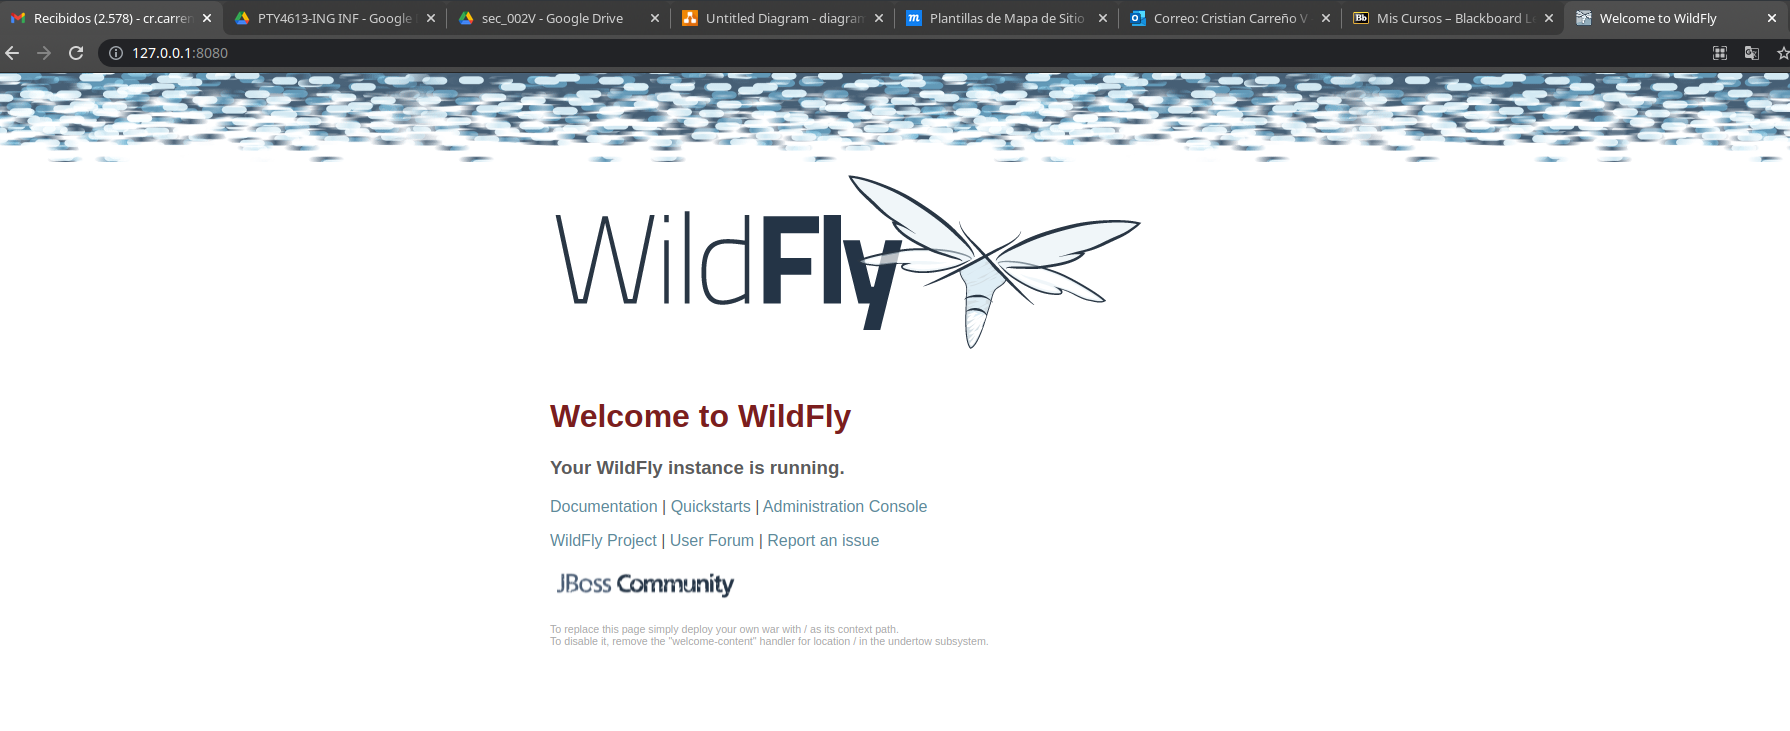 Recibidos (2.578) - cr.carren
PTY4613-ING INF - Google
sec_002V - Google Drive
Untitled Diagram - diagram
Plantillas de Mapa de Sitio
Correo: Cristian Carreño V
Mis Cursos – Blackboard Le
Welcome to WildFly
127.0.0.1:8080
WildFly
Welcome to WildFly
Your WildFly instance is running.
Documentation | Quickstarts | Administration Console
WildFly Project | User Forum | Report an issue
JBoss Community
To replace this page simply deploy your own war with / as its context path.
To disable it, remove the "welcome-content" handler for location / in the undertow subsystem.